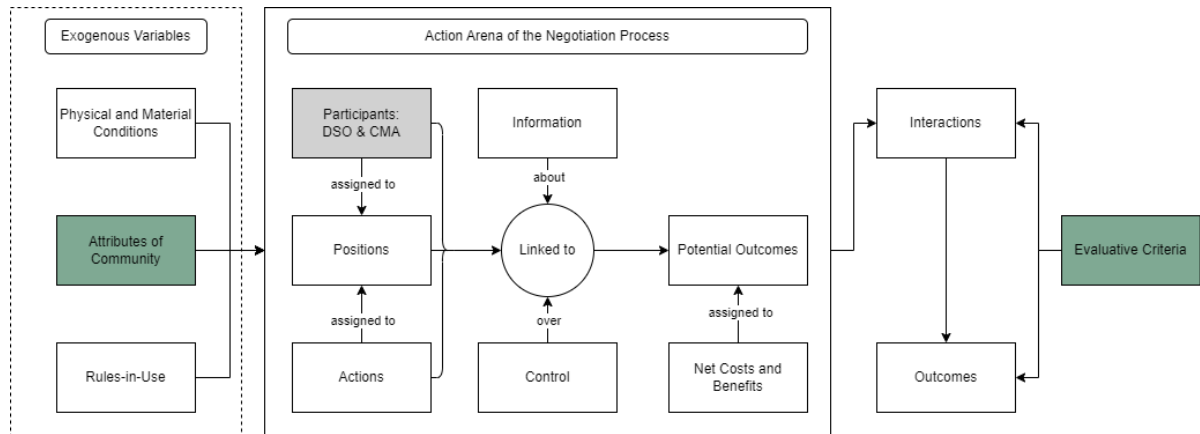 Exogenous Variables
Action Arena of the Negotiation Process
Physical and Material
Conditions
Participants:
DSO & CMA
Information
Interactions
assigned to
about
Attributes of
Community
Positions
Linked to
Potential Outcomes
Evaluative Criteria
assigned to
over
assigned to
Rules-in-Use
Actions
Control
Net Costs and
Benefits
Outcomes